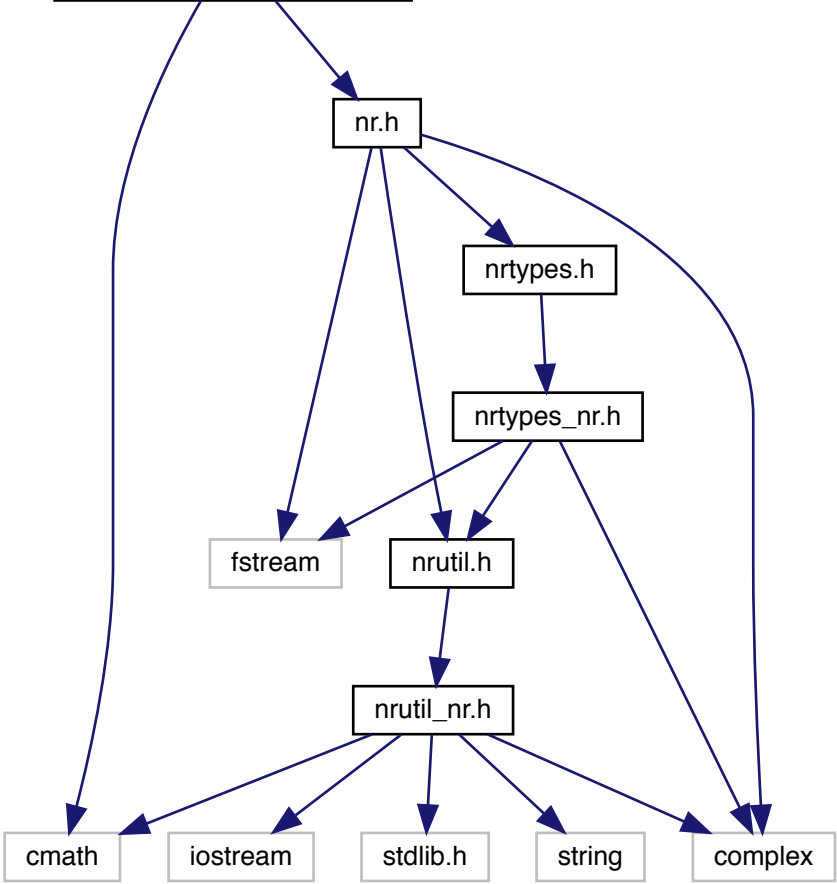 nr.h
nrtypes.h
nrtypes_nr.h
fstream
nrutil.h
nrutil_nr.h
cmath
iostream
stdlib.h
string
complex